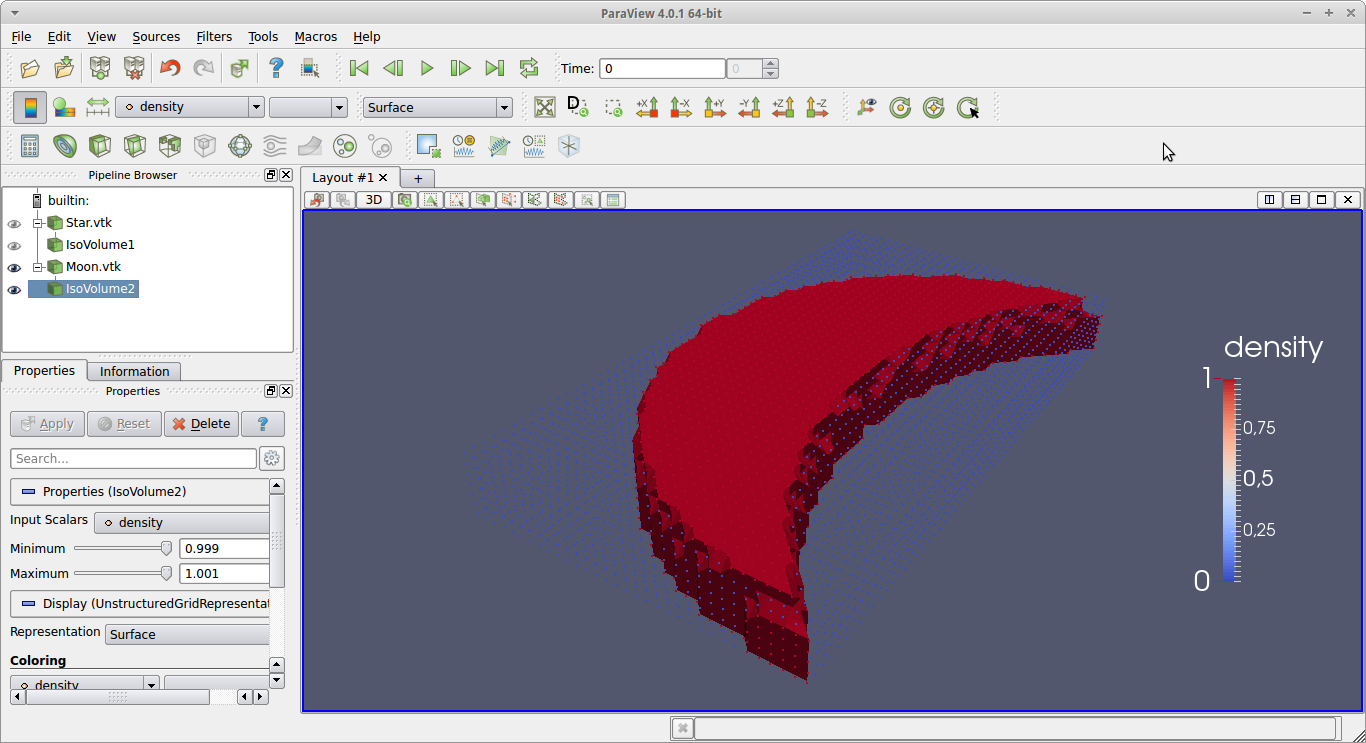 ParaView 4.0.1 64-bit
File Edit View Sources Filters Tools Macros Help
Time: 0 0
density Surface
D +X -X +Y -Y +Z -Z
Pipeline Browser
builtin:
Star.vtk
IsoVolume1
Moon.vtk
IsoVolume2
Properties Information
Properties
Apply Reset Delete ?
Search...
Properties (IsoVolume2)
Input Scalars density
Minimum 0.999
Maximum 1.001
Display (UnstructuredGridRepresentat
Representation Surface
Coloring
density
Layout #1 +
3D
density
1
0,75
0,5
0,25
0